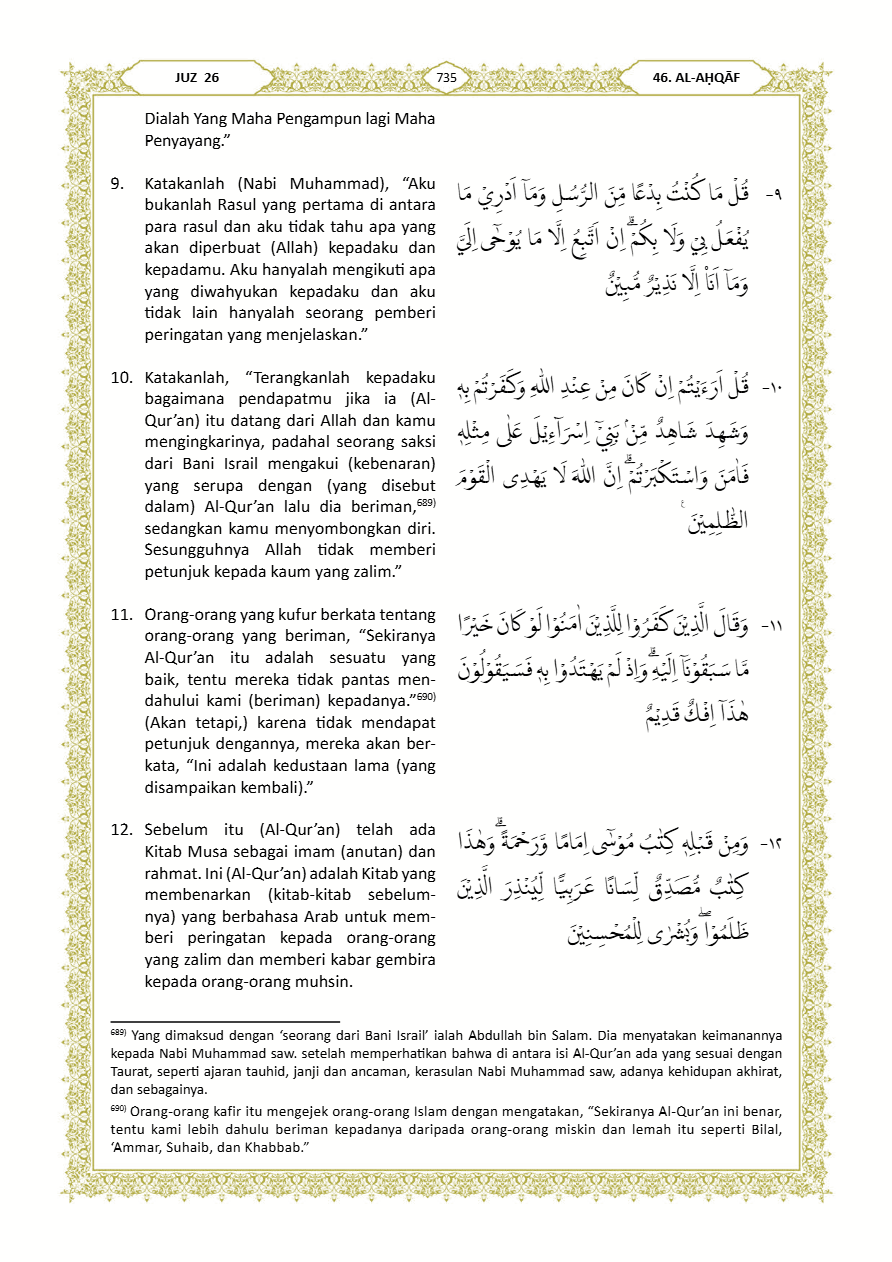 JUZ 26
735
46. AL-AḤQĀF
Dialah Yang Maha Pengampun lagi Maha
Penyayang.”
9. Katakanlah (Nabi Muhammad), “Aku
bukanlah Rasul yang pertama di antara
para rasul dan aku tidak tahu apa yang
akan diperbuat (Allah) kepadaku dan
kepadamu. Aku hanyalah mengikuti apa
yang diwahyukan kepadaku dan aku
tidak lain hanyalah seorang pemberi
peringatan yang menjelaskan.”
٩- قُلْ مَا كُنْتُ بِدْعًا مِّنَ الرُّسُلِ وَمَآ اَدْرِيْ مَا
يُفْعَلُ بِيْ وَلَا بِكُمْۗ اِنْ اَتَّبِعُ اِلَّا مَا يُوْحٰٓى اِلَيَّ
وَمَآ اَنَا۠ اِلَّا نَذِيْرٌ مُّبِيْنٌ
10. Katakanlah, “Terangkanlah kepadaku
bagaimana pendapatmu jika ia (Al-
Qur’an) itu datang dari Allah dan kamu
mengingkarinya, padahal seorang saksi
dari Bani Israil mengakui (kebenaran)
yang serupa dengan (yang disebut
dalam) Al-Qur’an lalu dia beriman,⁶⁸⁹⁾
sedangkan kamu menyombongkan diri.
Sesungguhnya Allah tidak memberi
petunjuk kepada kaum yang zalim.”
١٠- قُلْ اَرَءَيْتُمْ اِنْ كَانَ مِنْ عِنْدِ اللّٰهِ وَكَفَرْتُمْ بِهٖ
وَشَهِدَ شَاهِدٌ مِّنْۢ بَنِيْٓ اِسْرَاۤءِيْلَ عَلٰى مِثْلِهٖ
فَاٰمَنَ وَاسْتَكْبَرْتُمْۗ اِنَّ اللّٰهَ لَا يَهْدِى الْقَوْمَ
الظّٰلِمِيْنَ ࣖ
11. Orang-orang yang kufur berkata tentang
orang-orang yang beriman, “Sekiranya
Al-Qur’an itu adalah sesuatu yang
baik, tentu mereka tidak pantas men-
dahului kami (beriman) kepadanya.”⁶⁹⁰⁾
(Akan tetapi,) karena tidak mendapat
petunjuk dengannya, mereka akan ber-
kata, “Ini adalah kedustaan lama (yang
disampaikan kembali).”
١١- وَقَالَ الَّذِيْنَ كَفَرُوْا لِلَّذِيْنَ اٰمَنُوْا لَوْ كَانَ خَيْرًا
مَّا سَبَقُوْنَآ اِلَيْهِۗ وَاِذْ لَمْ يَهْتَدُوْا بِهٖ فَسَيَقُوْلُوْنَ
هٰذَآ اِفْكٌ قَدِيْمٌ
12. Sebelum itu (Al-Qur’an) telah ada
Kitab Musa sebagai imam (anutan) dan
rahmat. Ini (Al-Qur’an) adalah Kitab yang
membenarkan (kitab-kitab sebelum-
nya) yang berbahasa Arab untuk mem-
beri peringatan kepada orang-orang
yang zalim dan memberi kabar gembira
kepada orang-orang muhsin.
١٢- وَمِنْ قَبْلِهٖ كِتٰبُ مُوْسٰٓى اِمَامًا وَّرَحْمَةً ۗوَهٰذَا
كِتٰبٌ مُّصَدِّقٌ لِّسَانًا عَرَبِيًّا لِّيُنْذِرَ الَّذِيْنَ
ظَلَمُوْا ۖوَبُشْرٰى لِلْمُحْسِنِيْنَ
⁶⁸⁹⁾ Yang dimaksud dengan ‘seorang dari Bani Israil’ ialah Abdullah bin Salam. Dia menyatakan keimanannya
kepada Nabi Muhammad saw. setelah memperhatikan bahwa di antara isi Al-Qur’an ada yang sesuai dengan
Taurat, seperti ajaran tauhid, janji dan ancaman, kerasulan Nabi Muhammad saw, adanya kehidupan akhirat,
dan sebagainya.
⁶⁹⁰⁾ Orang-orang kafir itu mengejek orang-orang Islam dengan mengatakan, “Sekiranya Al-Qur’an ini benar,
tentu kami lebih dahulu beriman kepadanya daripada orang-orang miskin dan lemah itu seperti Bilal,
‘Ammar, Suhaib, dan Khabbab.”